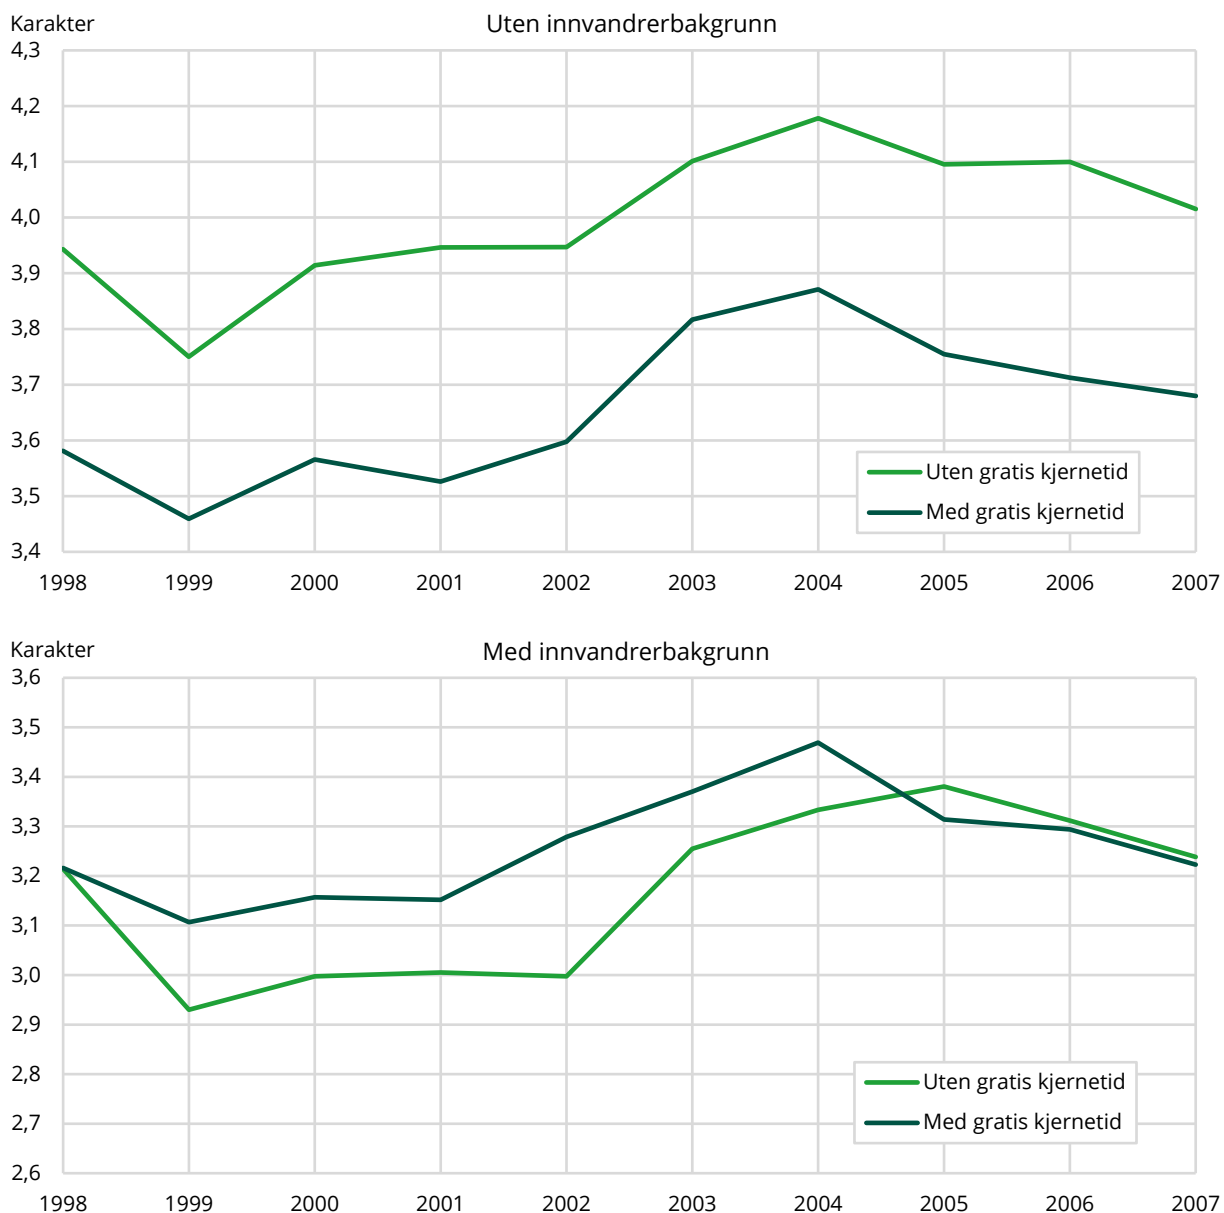 Karakter
Uten innvandrerbakgrunn
4,3
4,2
4,1
4,0
3,9
3,8
3,7
3,6
3,5
3,4
Uten gratis kjernetid
Med gratis kjernetid
1998 1999 2000 2001 2002 2003 2004 2005 2006 2007
Karakter
Med innvandrerbakgrunn
3,6
3,5
3,4
3,3
3,2
3,1
3,0
2,9
2,8
2,7
2,6
Uten gratis kjernetid
Med gratis kjernetid
1998 1999 2000 2001 2002 2003 2004 2005 2006 2007